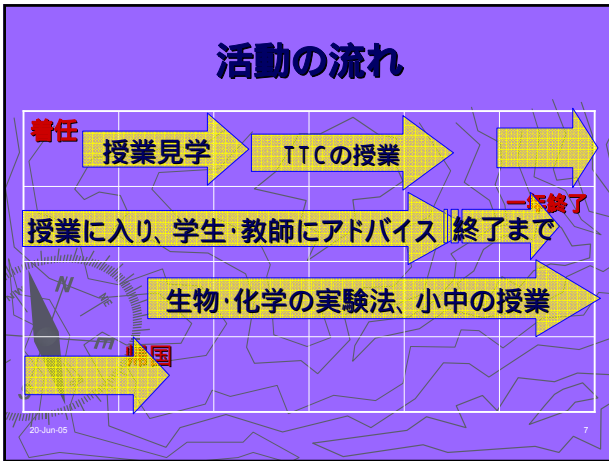 活動の流れ
着任
授業見学
TTCの授業
一年終了
授業に入り、学生・教師にアドバイス
終了まで
生物・化学の実験法、小中の授業
帰国
20-Jun-05
7